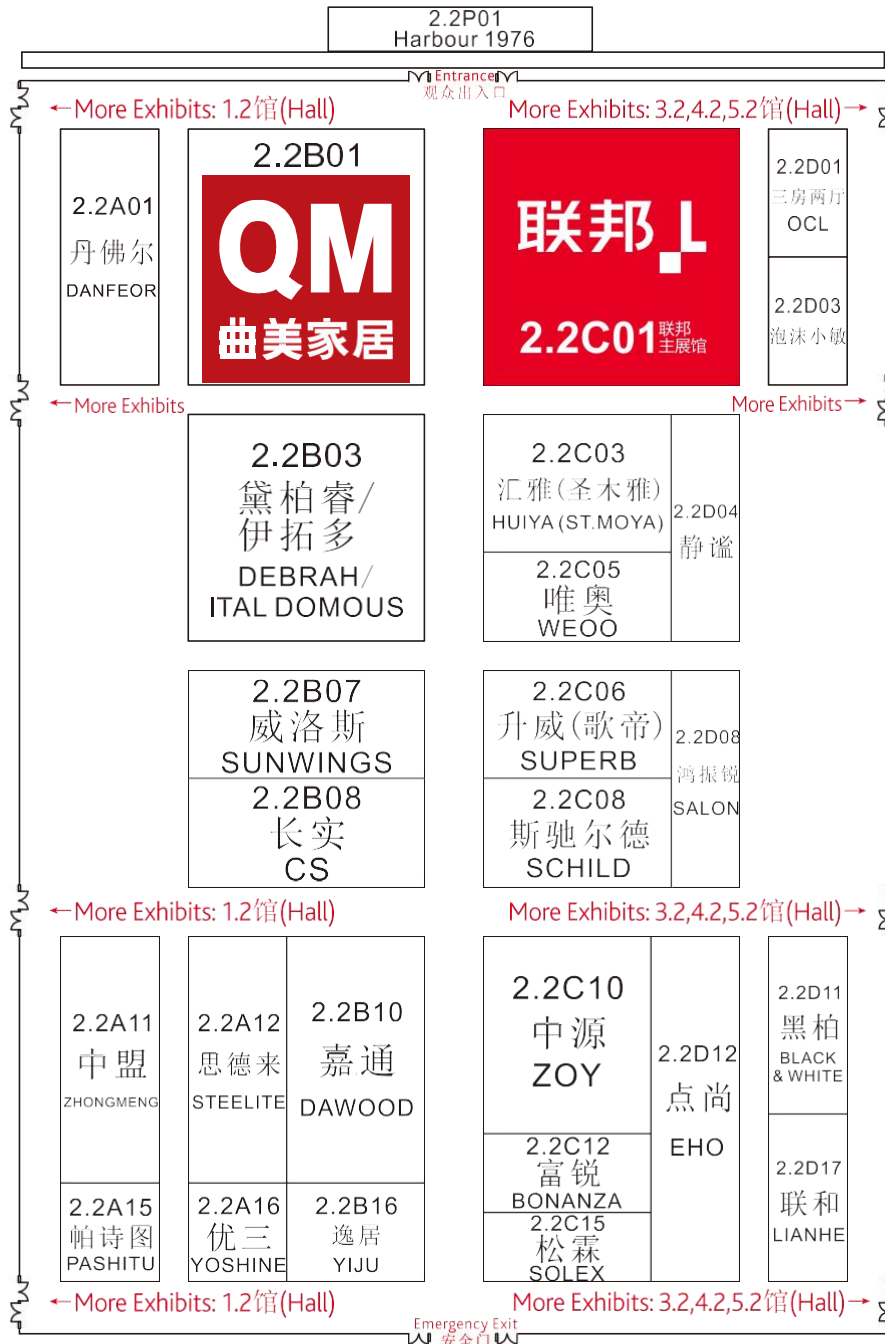 2.2P01
Harbour 1976
Entrance
观众出入口
←More Exhibits: 1.2馆(Hall)
More Exhibits: 3.2,4.2,5.2馆(Hall)→
2.2A01
丹佛尔
DANFEOR
2.2B01
QM
曲美家居
联邦
2.2C01 联邦
主展馆
2.2D01
三房两厅
OCL
2.2D03
泡沫小敏
←More Exhibits
More Exhibits→
2.2B03
黛柏睿/
伊拓多
DEBRAH/
ITAL DOMOUS
2.2C03
汇雅(圣木雅)
HUIYA (ST.MOYA)
2.2C05
唯奥
WEOO
2.2D04
静谧
2.2B07
威洛斯
SUNWINGS
2.2B08
长实
CS
2.2C06
升威(歌帝)
SUPERB
2.2C08
斯驰尔德
SCHILD
2.2D08
鸿振锐
SALON
←More Exhibits: 1.2馆(Hall)
More Exhibits: 3.2,4.2,5.2馆(Hall)→
2.2A11
中盟
ZHONGMENG
2.2A12
思德来
STEELITE
2.2B10
嘉通
DAWOOD
2.2C10
中源
ZOY
2.2D12
点尚
EHO
2.2D11
黑柏
BLACK
& WHITE
2.2A15
帕诗图
PASHITU
2.2A16
优三
YOSHINE
2.2B16
逸居
YIJU
2.2C12
富锐
BONANZA
2.2C15
松霖
SOLEX
2.2D17
联和
LIANHE
←More Exhibits: 1.2馆(Hall)
More Exhibits: 3.2,4.2,5.2馆(Hall)→
Emergency Exit
安全门